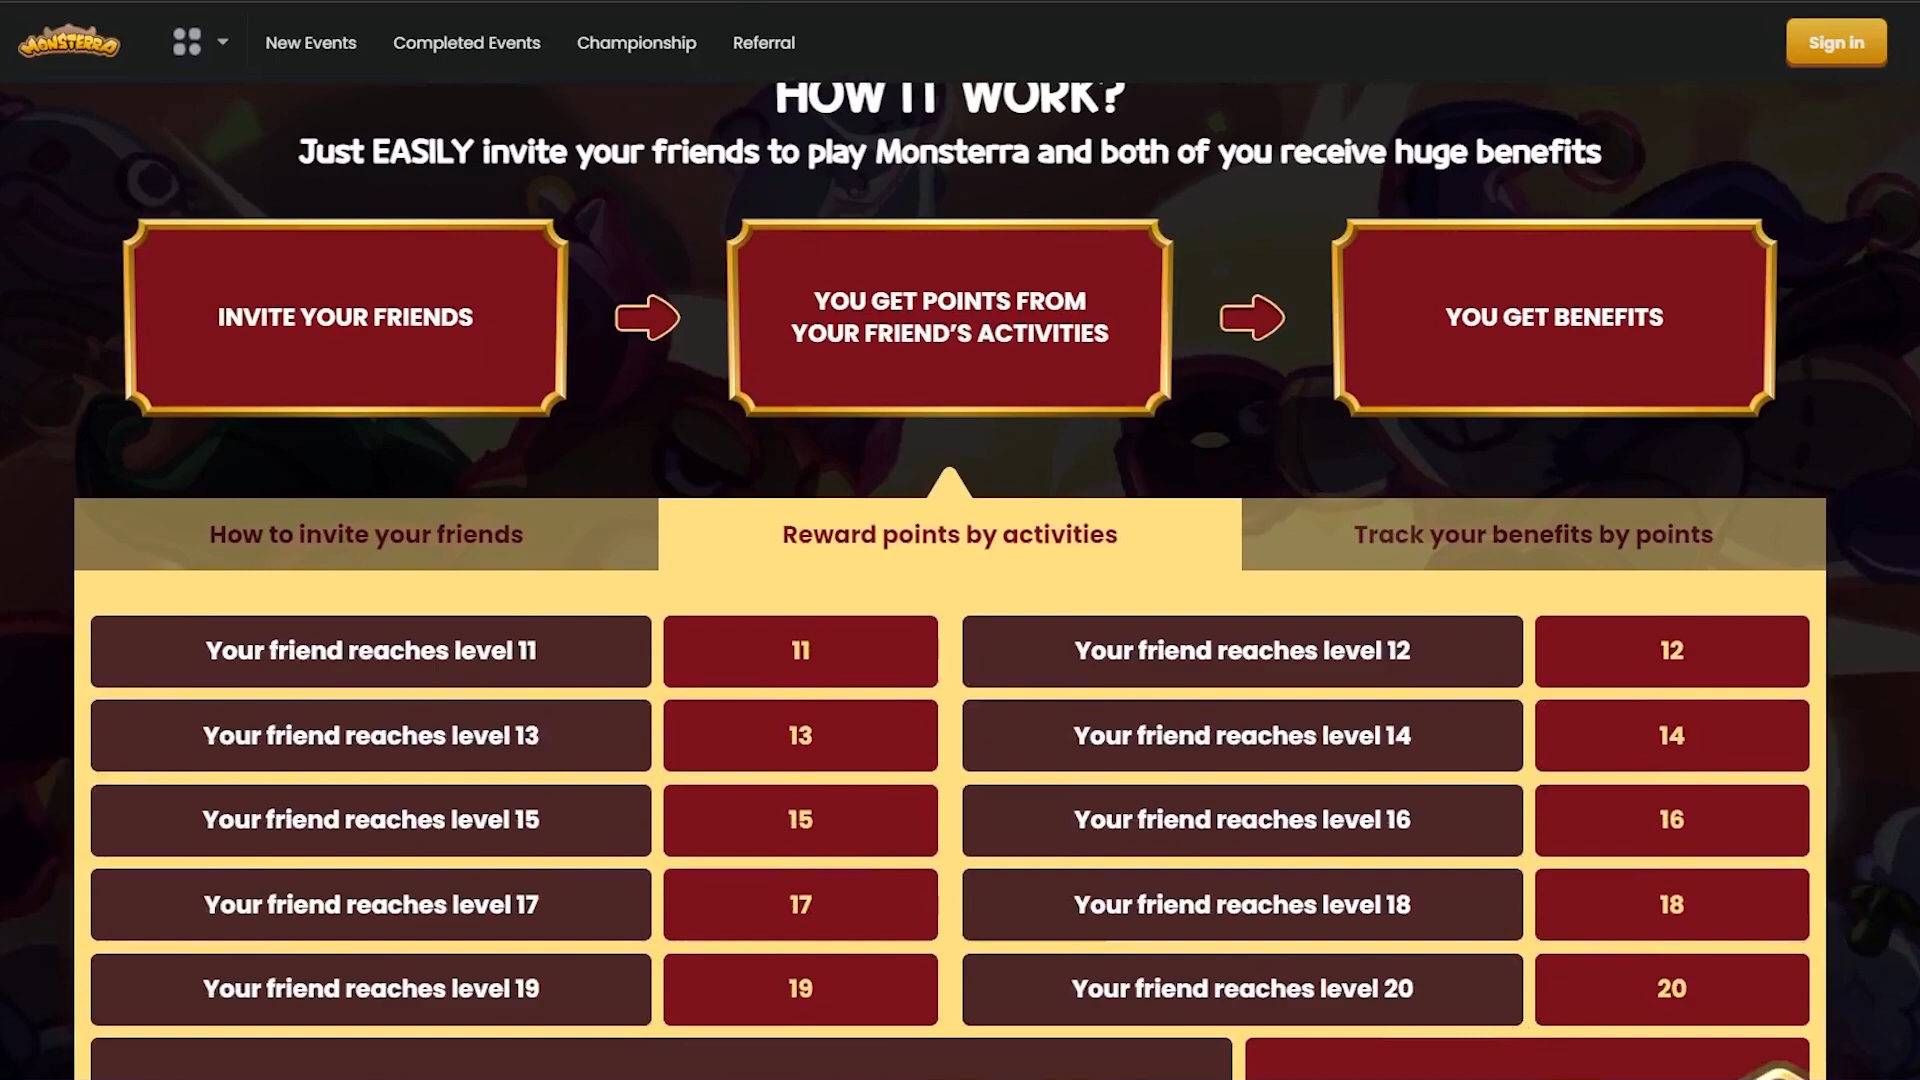 MONSTERRA
New Events
Completed Events
Championship
Referral
Sign in
HOW IT WORK?
Just EASILY invite your friends to play Monsterra and both of you receive huge benefits
INVITE YOUR FRIENDS
YOU GET POINTS FROM
YOUR FRIEND'S ACTIVITIES
YOU GET BENEFITS
How to invite your friends
Reward points by activities
Track your benefits by points
Your friend reaches level 11
11
Your friend reaches level 12
12
Your friend reaches level 13
13
Your friend reaches level 14
14
Your friend reaches level 15
15
Your friend reaches level 16
16
Your friend reaches level 17
17
Your friend reaches level 18
18
Your friend reaches level 19
19
Your friend reaches level 20
20